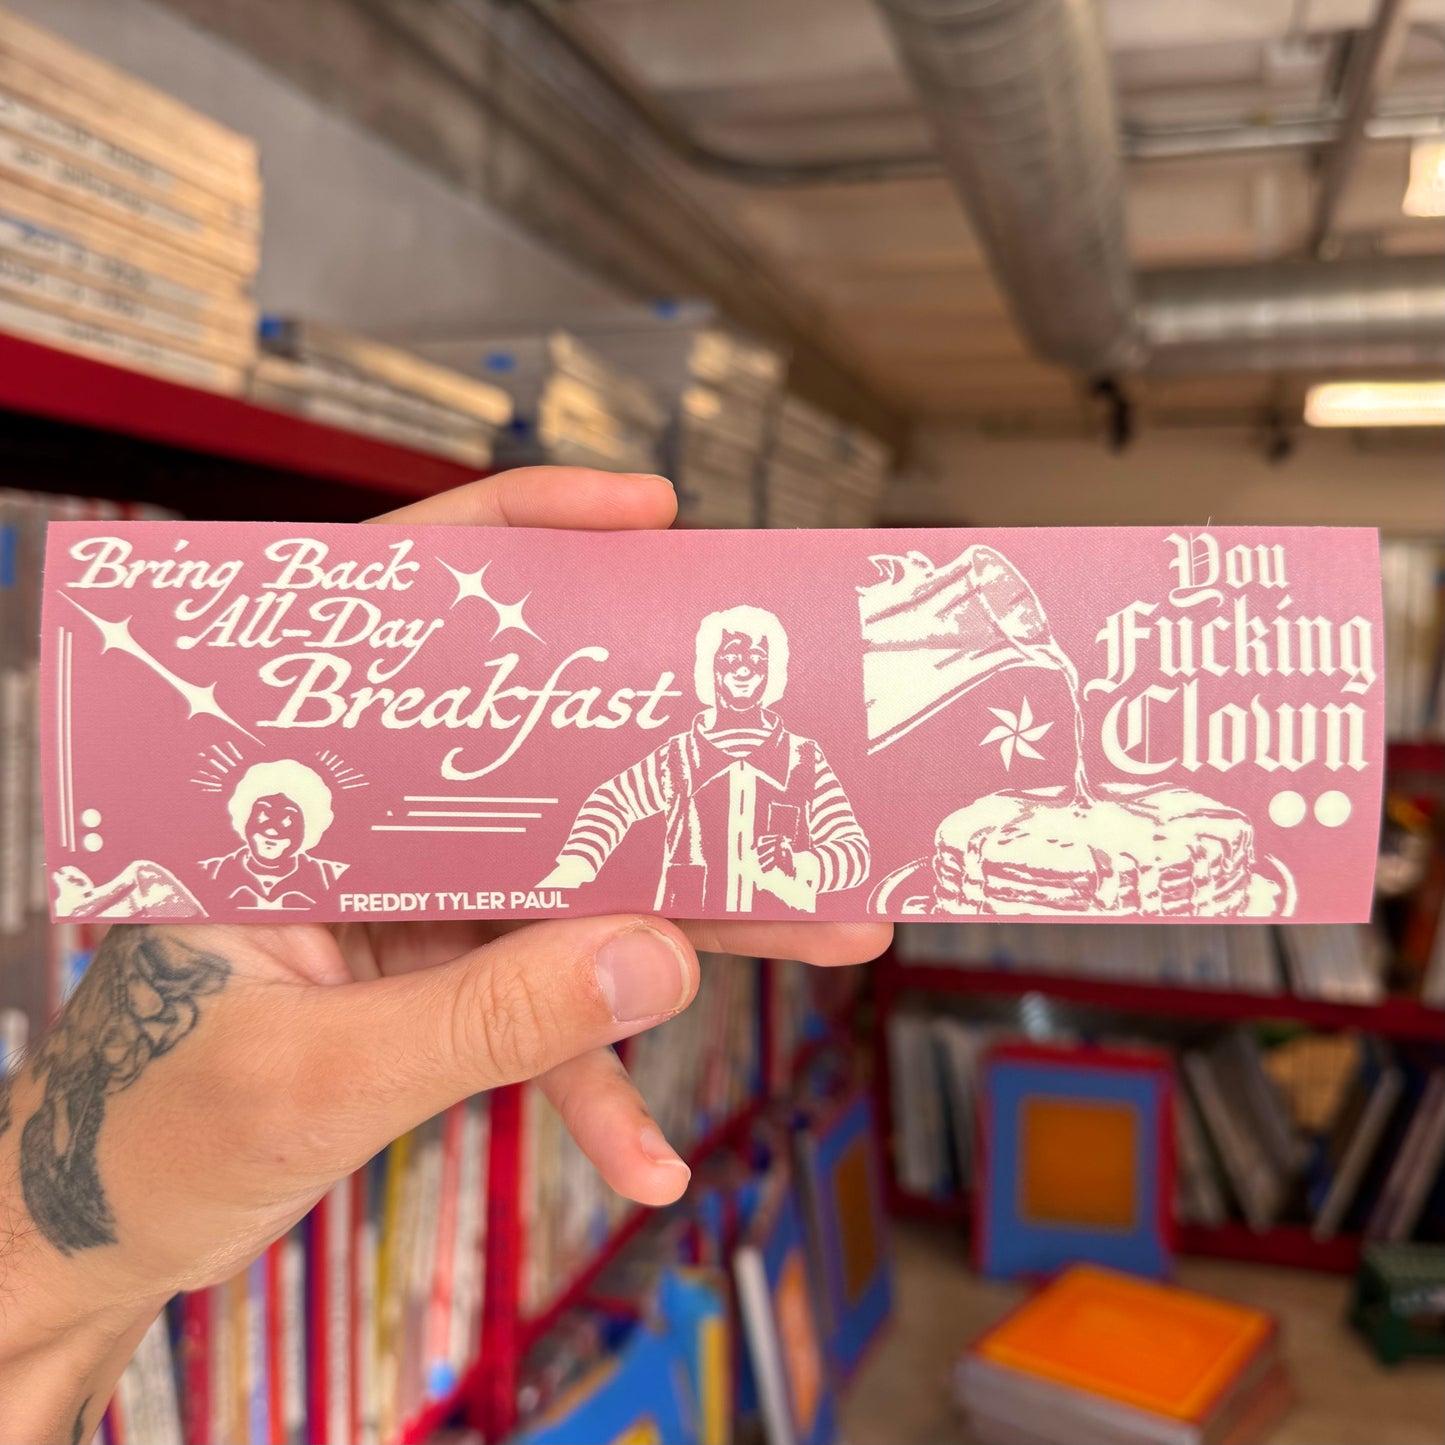 Bring Back
All-Day
Breakfast
FREDDY TYLER PAUL
You
Fucking
Clown